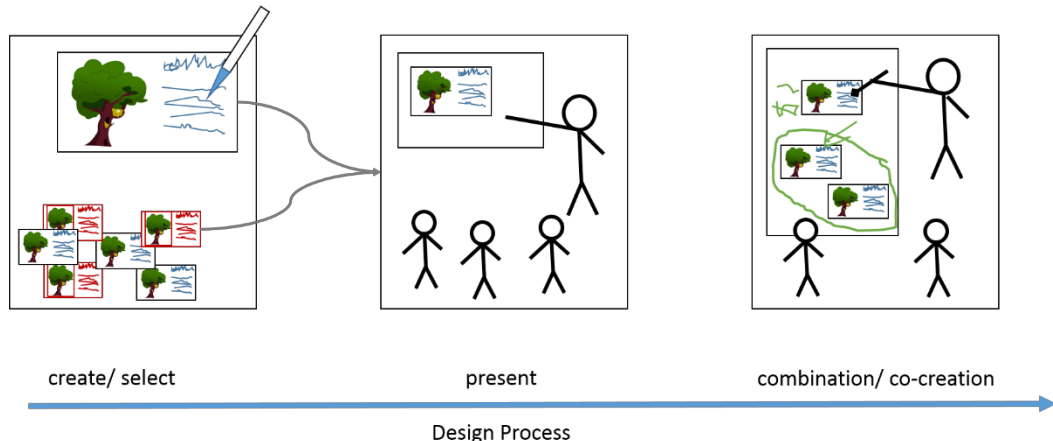 create/ select
present
combination/ co-creation
Design Process